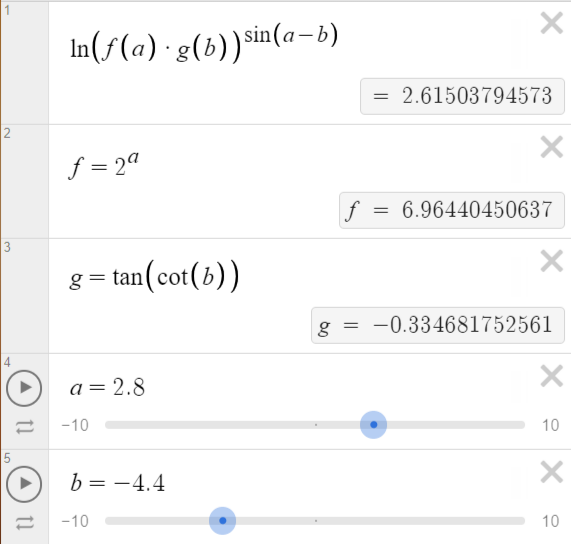 1
ln(f(a) · g(b))^sin(a−b)
= 2.61503794573
2
f = 2^a
f = 6.96440450637
3
g = tan(cot(b))
g = −0.334681752561
4
a = 2.8
−10 10
5
b = −4.4
−10 10